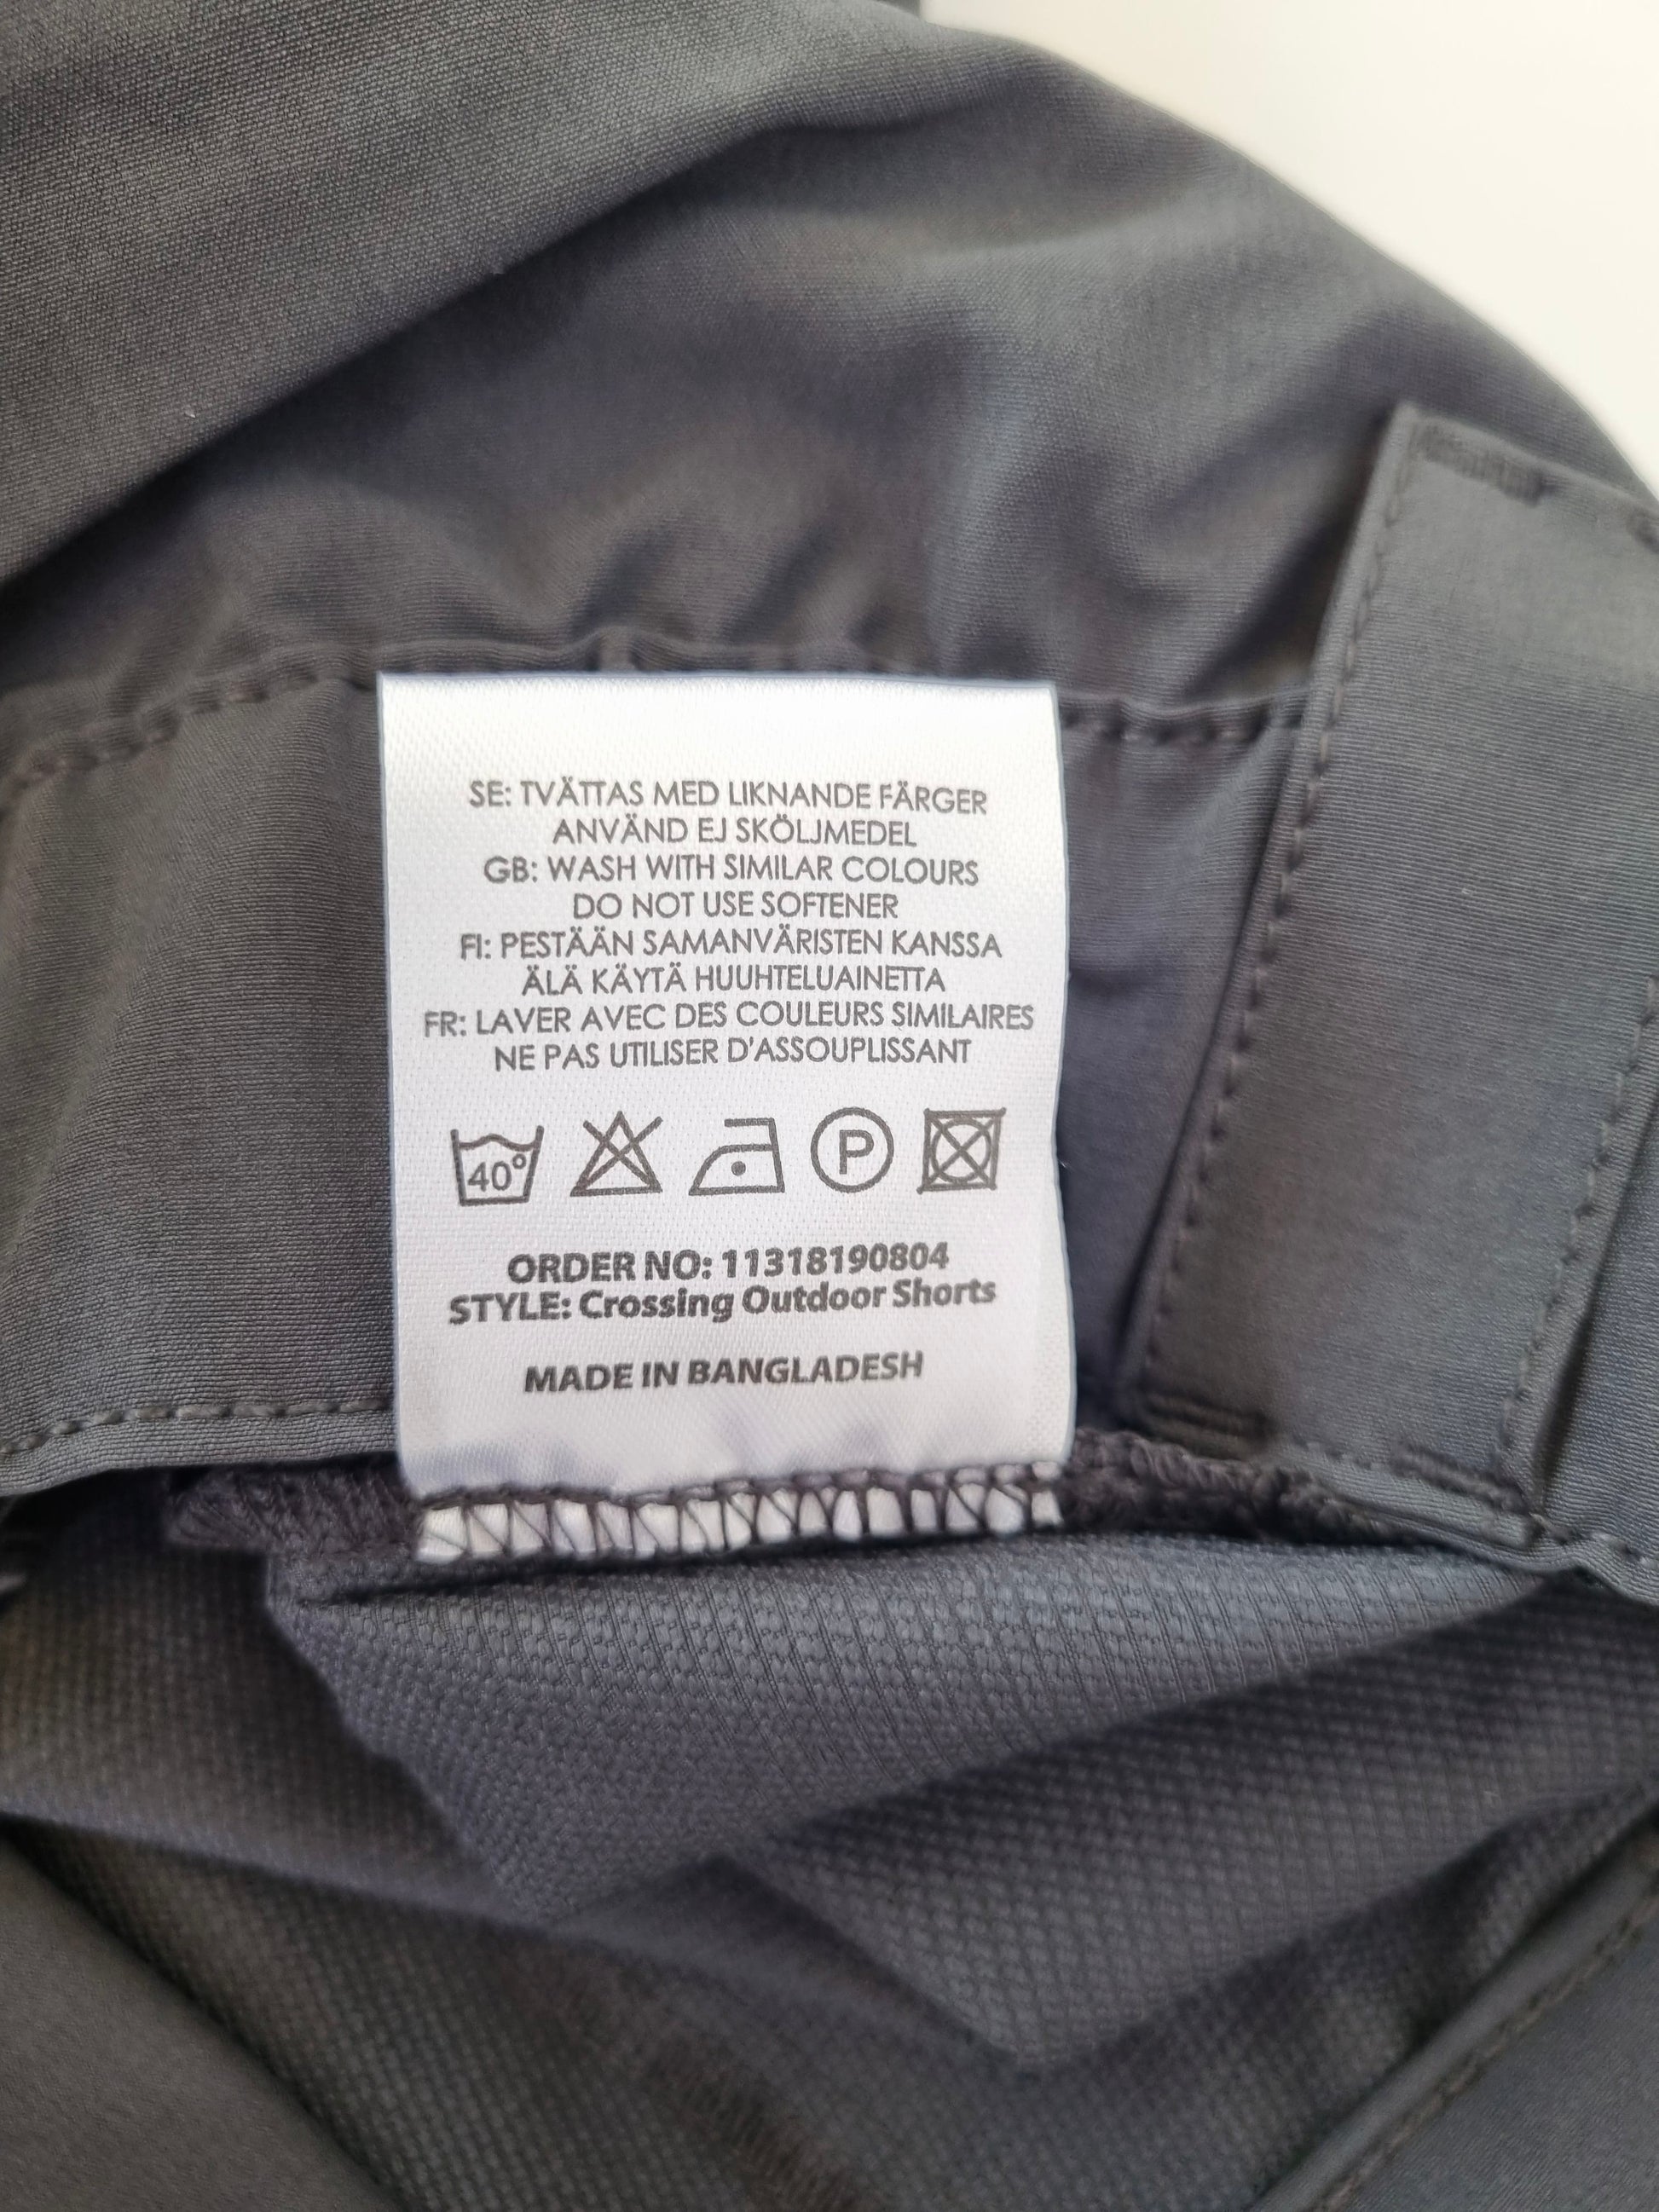 SE: TVÄTTAS MED LIKNANDE FÄRGER
ANVÄND EJ SKÖLJMEDEL
GB: WASH WITH SIMILAR COLOURS
DO NOT USE SOFTENER
FI: PESTÄÄN SAMANVÄRISTEN KANSSA
ÄLÄ KÄYTÄ HUUHTELUAINETTA
FR: LAVER AVEC DES COULEURS SIMILAIRES
NE PAS UTILISER D'ASSOUPLISSANT
40° P
ORDER NO: 11318190804
STYLE: Crossing Outdoor Shorts
MADE IN BANGLADESH